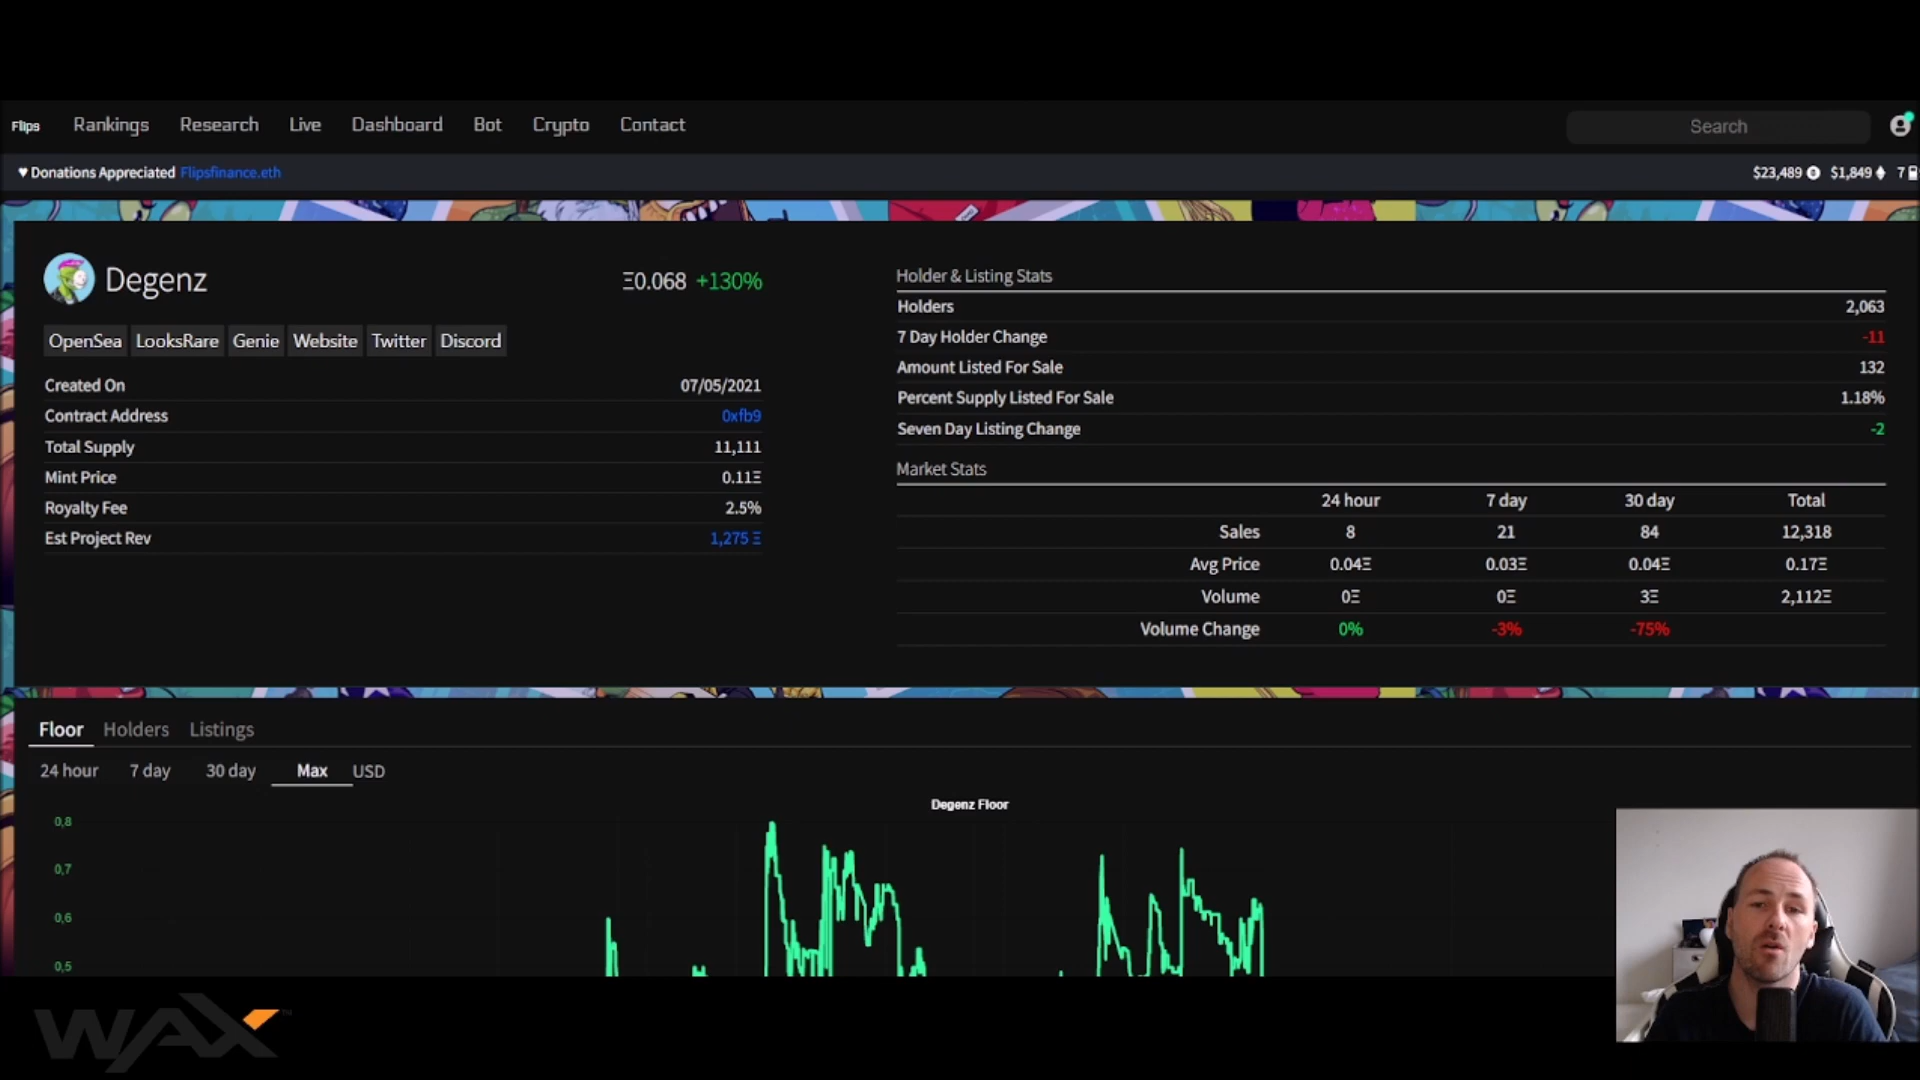 Flips Rankings Research Live Dashboard Bot Crypto Contact Search
♥ Donations Appreciated Flipsfinance.eth $23,489 $1,849 7
Degenz Ξ0.068 +130%
OpenSea LooksRare Genie Website Twitter Discord
Created On 07/05/2021
Contract Address 0xfb9
Total Supply 11,111
Mint Price 0.11Ξ
Royalty Fee 2.5%
Est Project Rev 1,275 Ξ
Holder & Listing Stats
Holders 2,063
7 Day Holder Change -11
Amount Listed For Sale 132
Percent Supply Listed For Sale 1.18%
Seven Day Listing Change -2
Market Stats
24 hour 7 day 30 day Total
Sales 8 21 84 12,318
Avg Price 0.04Ξ 0.03Ξ 0.04Ξ 0.17Ξ
Volume 0Ξ 0Ξ 3Ξ 2,112Ξ
Volume Change 0% -3% -75%
Floor Holders Listings
24 hour 7 day 30 day Max USD
Degenz Floor
0,8
0,7
0,6
0,5
WAX